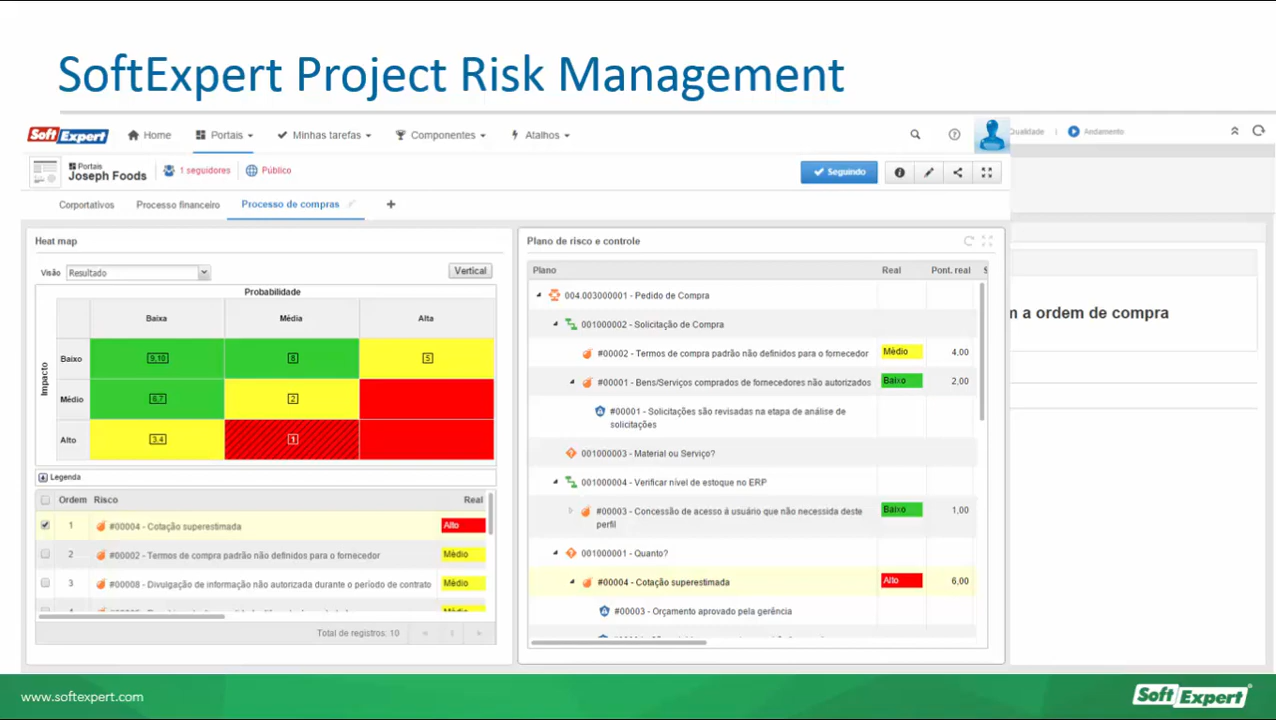 SoftExpert Project Risk Management
Soft Expert
Home
Portais
Minhas tarefas
Componentes
Atalhos
Qualidade
Andamento
Portais
Joseph Foods
1 seguidores
Público
Seguindo
Corporativos
Processo financeiro
Processo de compras
Heat map
Visão
Resultado
Vertical
Probabilidade
Baixa
Média
Alta
Impacto
Baixo
9,10
8
5
Médio
6,7
2
Alto
3,4
1
Legenda
Ordem
Risco
Real
1
#00004 - Cotação superestimada
Alto
2
#00002 - Termos de compra padrão não definidos para o fornecedor
Médio
3
#00008 - Divulgação de informação não autorizada durante o período de contrato
Médio
Total de registros: 10
1
Plano de risco e controle
Plano
Real
Pont. real
004.003000001 - Pedido de Compra
001000002 - Solicitação de Compra
#00002 - Termos de compra padrão não definidos para o fornecedor
Médio
4,00
#00001 - Bens/Serviços comprados de fornecedores não autorizados
Baixo
2,00
#00001 - Solicitações são revisadas na etapa de análise de
solicitações
001000003 - Material ou Serviço?
001000004 - Verificar nível de estoque no ERP
#00003 - Concessão de acesso á usuário que não necessida deste
perfil
Baixo
1,00
001000001 - Quanto?
#00004 - Cotação superestimada
Alto
6,00
#00003 - Orçamento aprovado pela gerência
m a ordem de compra
www.softexpert.com
Soft Expert®